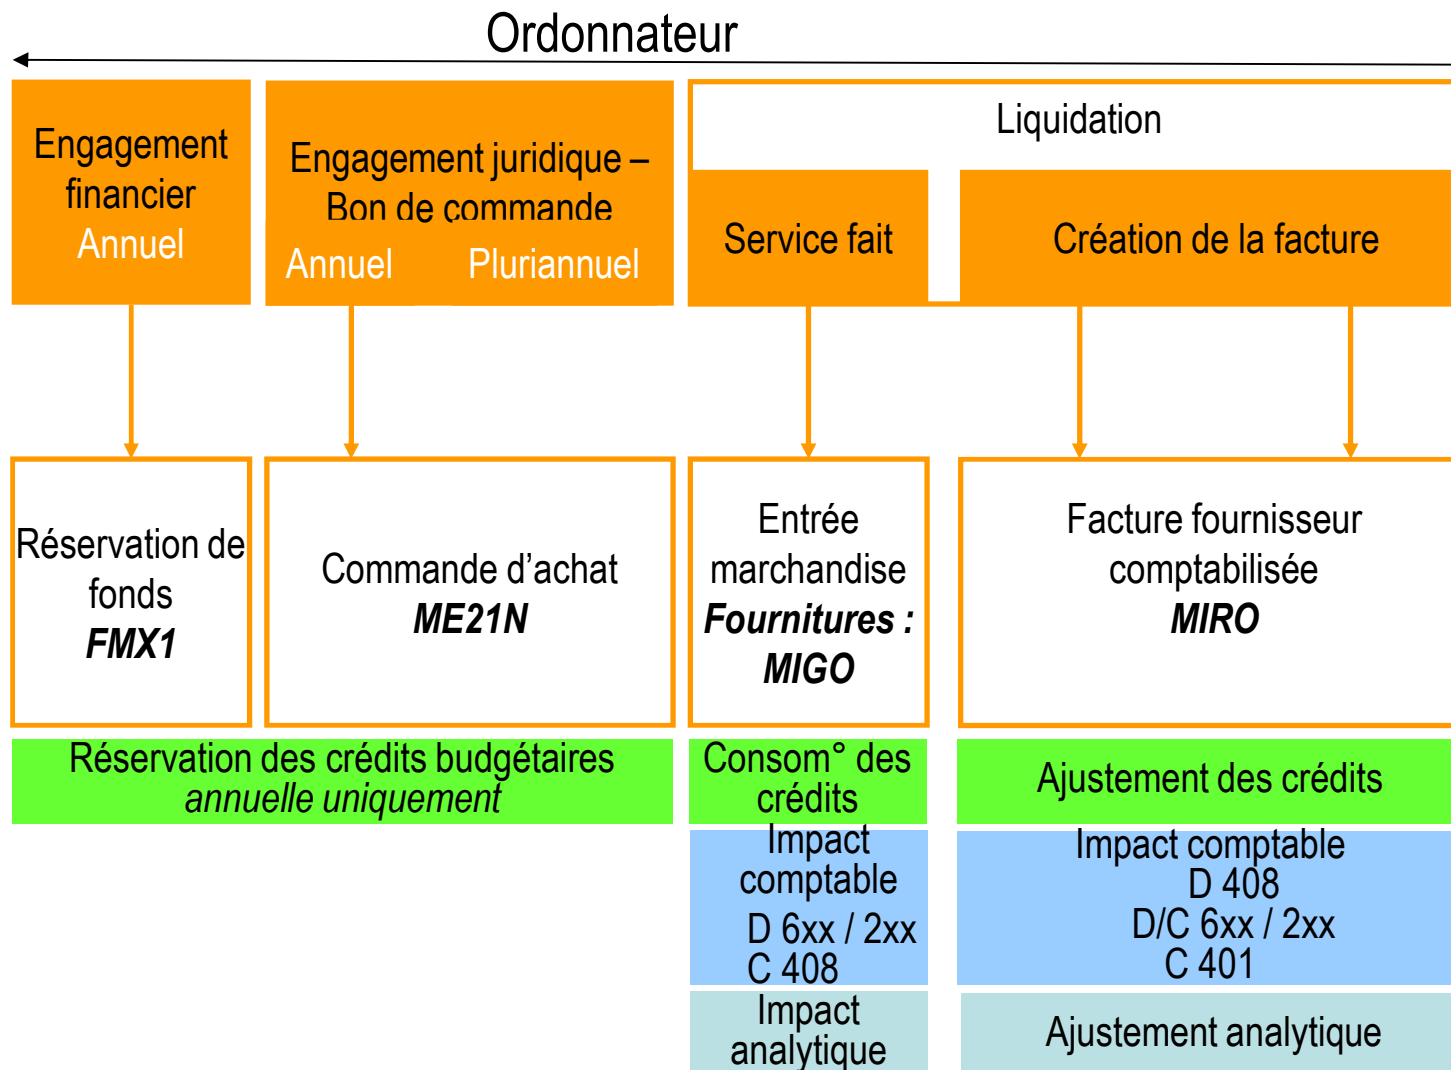 Ordonnateur
Engagement
financier
Annuel
Engagement juridique –
Bon de commande
Annuel
Pluriannuel
Liquidation
Service fait
Création de la facture
Réservation de
fonds
FMX1
Commande d’achat
ME21N
Entrée
marchandise
Fournitures :
MIGO
Facture fournisseur
comptabilisée
MIRO
Réservation des crédits budgétaires
annuelle uniquement
Consom° des
crédits
Ajustement des crédits
Impact
comptable
D 6xx / 2xx
C 408
Impact comptable
D 408
D/C 6xx / 2xx
C 401
Impact
analytique
Ajustement analytique